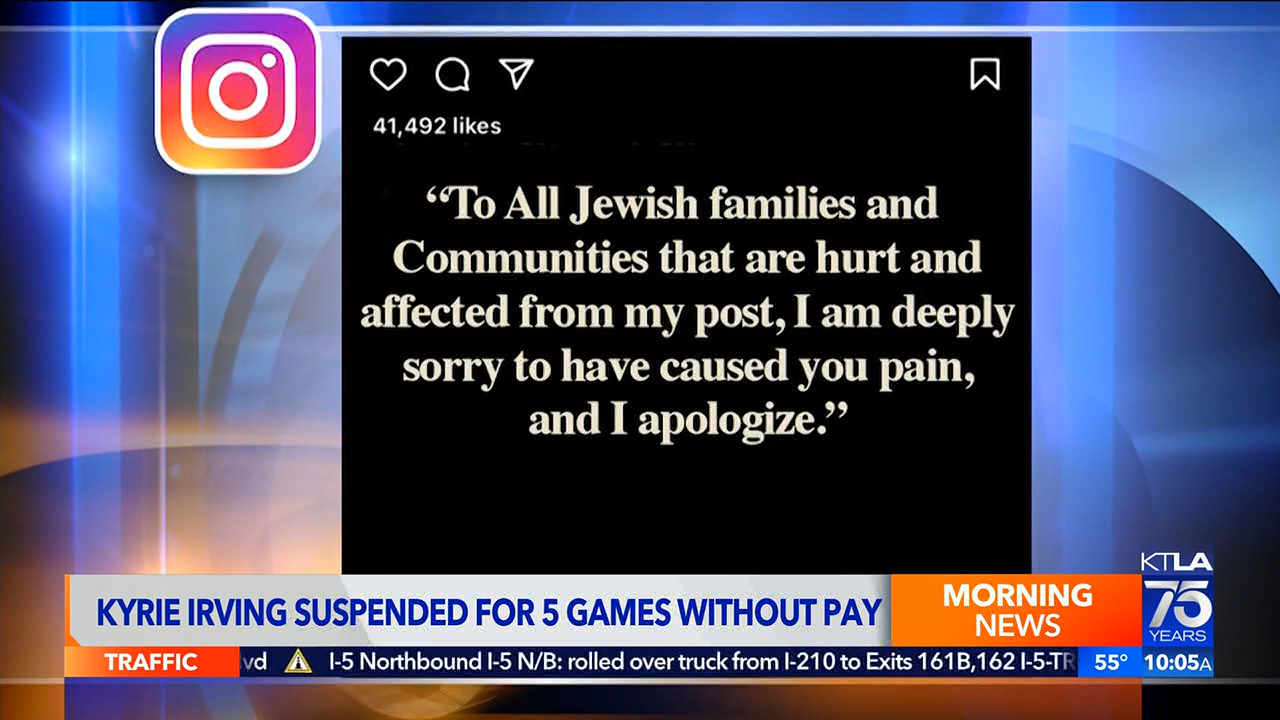 41,492 likes
“To All Jewish families and
Communities that are hurt and
affected from my post, I am deeply
sorry to have caused you pain,
and I apologize.”
KYRIE IRVING SUSPENDED FOR 5 GAMES WITHOUT PAY
MORNING
NEWS
KTLA
75
YEARS
TRAFFIC
vd I-5 Northbound I-5 N/B: rolled over truck from I-210 to Exits 161B,162 I-5-TR
55° 10:05A